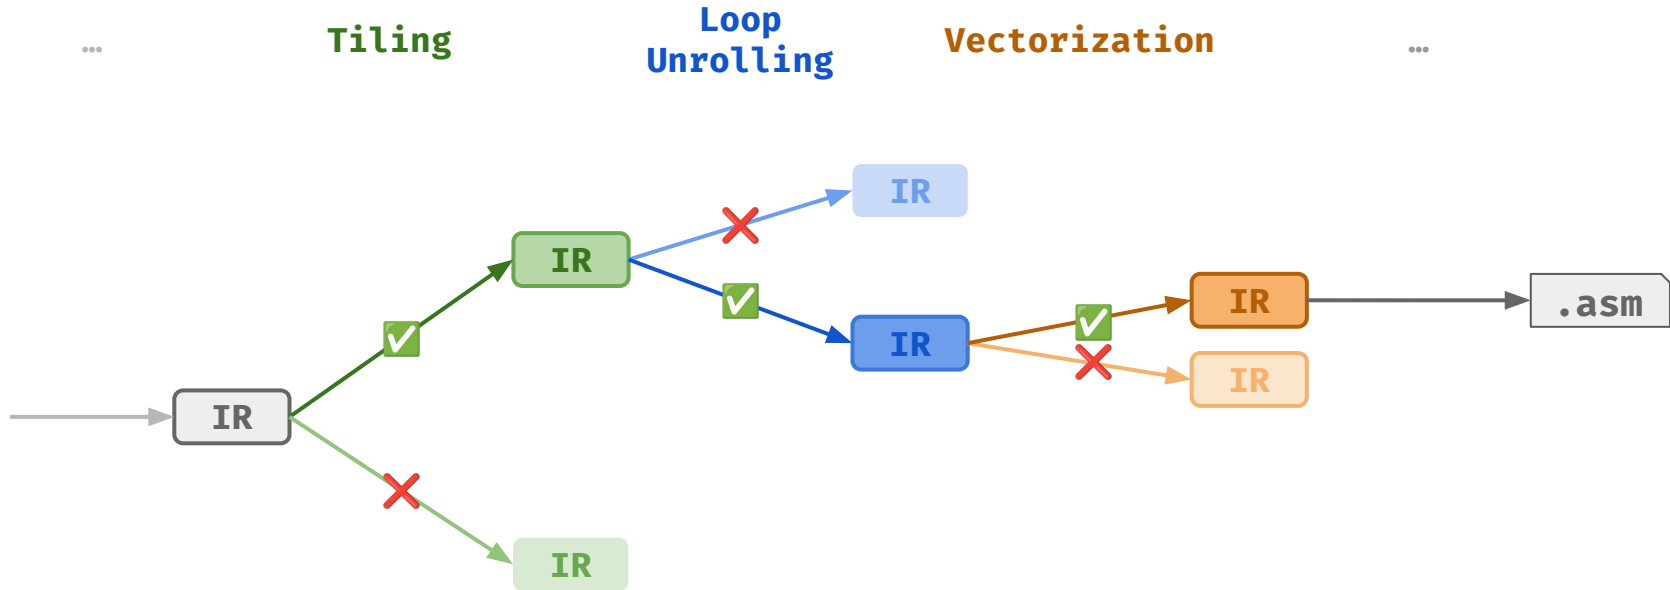 …
Tiling
Loop
Unrolling
Vectorization
…
IR
IR
IR
IR
IR
IR
IR
.asm